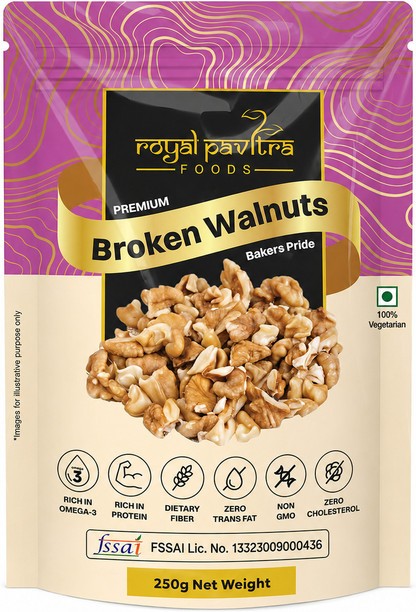 royal pavitra
FOODS
PREMIUM
Broken Walnuts
Bakers Pride
100%
Vegetarian
*Images for illustrative purpose only
3
RICH IN
OMEGA-3
RICH IN
PROTEIN
DIETARY
FIBER
ZERO
TRANS FAT
NON
GMO
ZERO
CHOLESTEROL
fssai
FSSAI Lic. No. 13323009000436
250g Net Weight